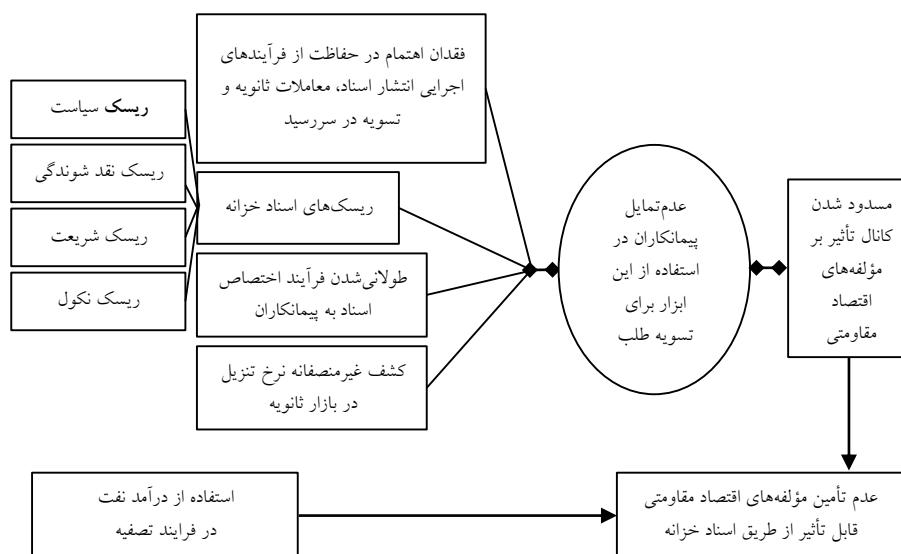 فقدان اهتمام در حفاظت از فرآیندهای
اجرایی انتشار اسناد، معاملات ثانویه و
تسویه در سررسید
ریسک سیاست
ریسک نقد شوندگی
ریسک شریعت
ریسک نکول
ریسک‌های اسناد خزانه
طولانی‌شدن فرآیند اختصاص
اسناد به پیمانکاران
کشف غیرمنصفانه نرخ تنزیل
در بازار ثانویه
عدم‌تمایل
پیمانکاران در
استفاده از این
ابزار برای
تسویه طلب
مسدود شدن
کانال تأثیر بر
مؤلفه‌های
اقتصاد
مقاومتی
استفاده از درآمد نفت
در فرایند تصفیه
عدم تأمین مؤلفه‌های اقتصاد مقاومتی
قابل تأثیر از طریق اسناد خزانه